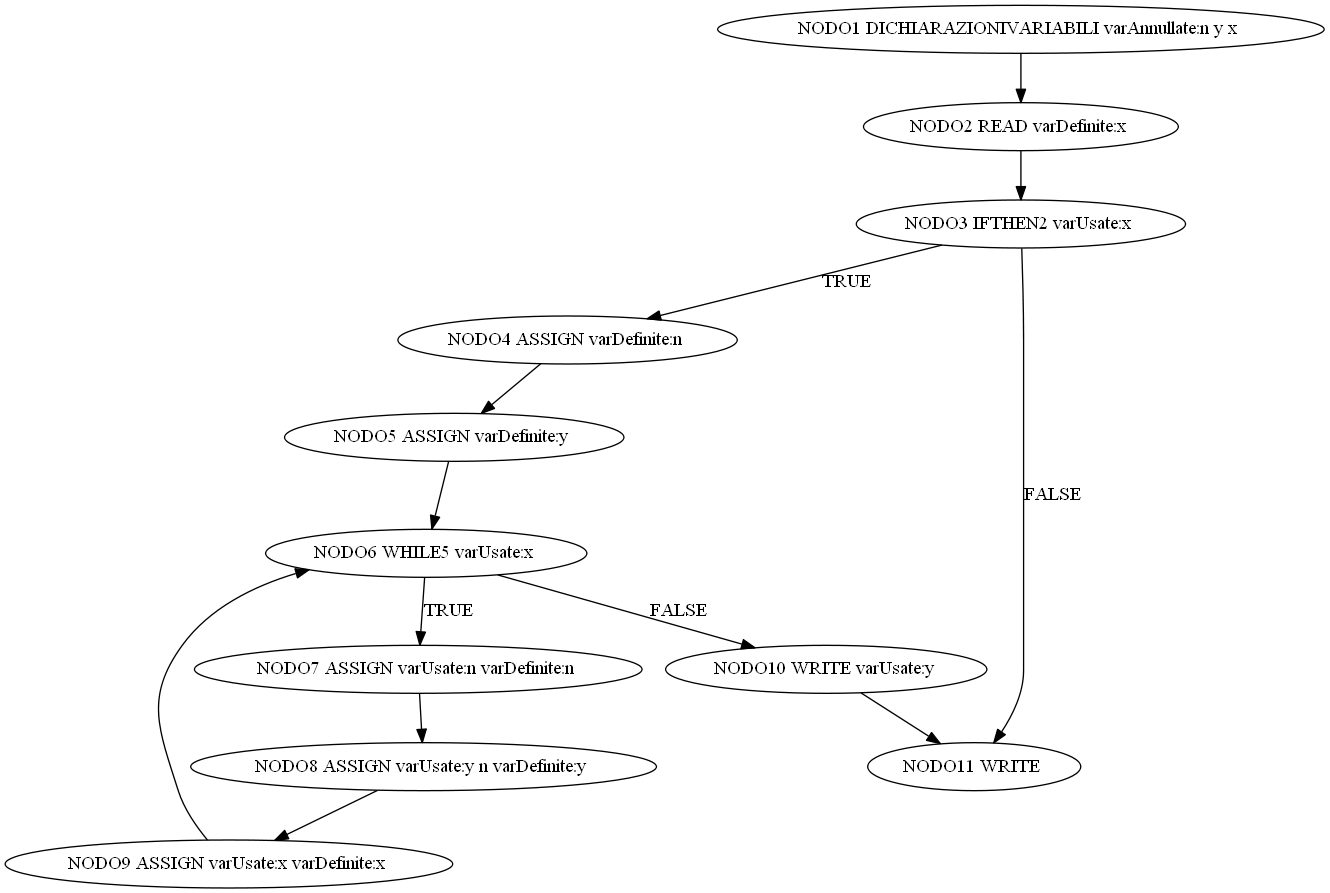 NODO1 DICHIARAZIONIVARIABILI varAnnullate:n y x
NODO2 READ varDefinite:x
NODO3 IFTHEN2 varUsate:x
TRUE
NODO4 ASSIGN varDefinite:n
NODO5 ASSIGN varDefinite:y
FALSE
NODO6 WHILE5 varUsate:x
TRUE
FALSE
NODO7 ASSIGN varUsate:n varDefinite:n
NODO10 WRITE varUsate:y
NODO8 ASSIGN varUsate:y n varDefinite:y
NODO11 WRITE
NODO9 ASSIGN varUsate:x varDefinite:x